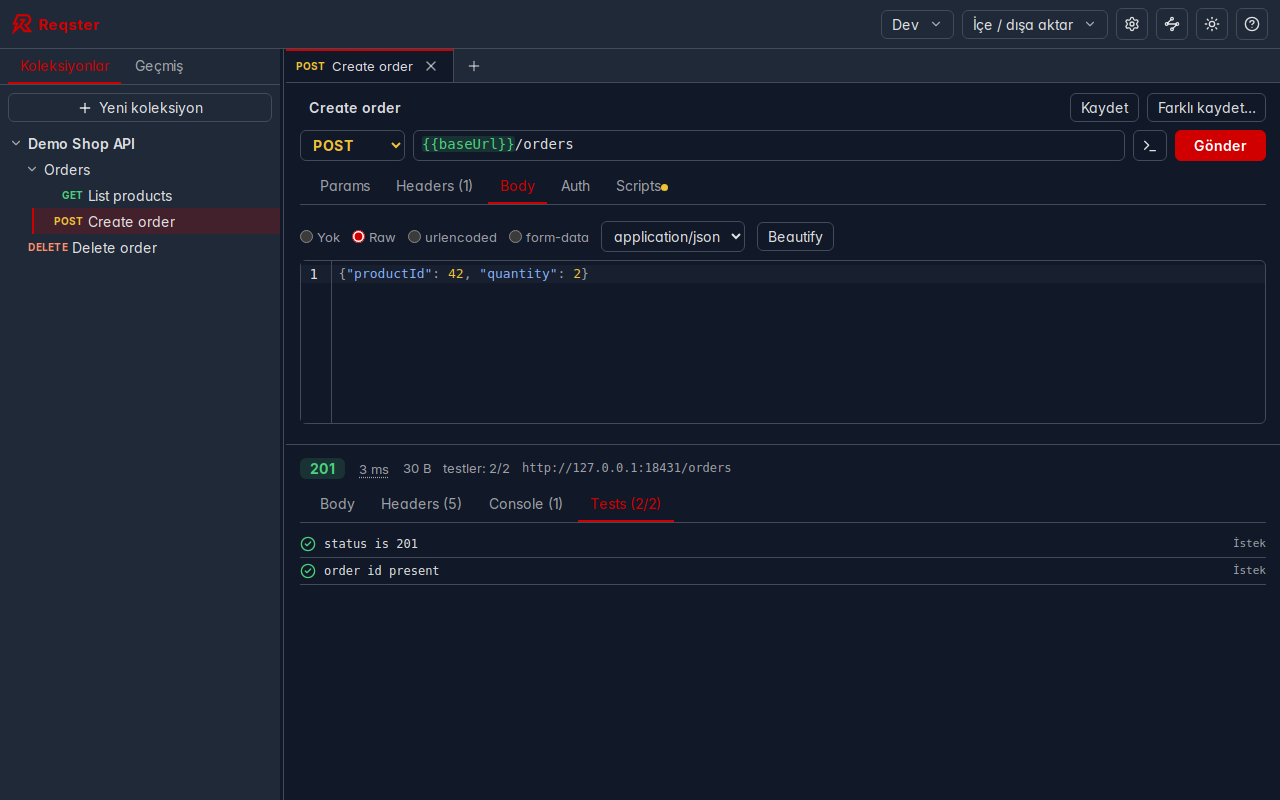 Reqster
Dev
İçe / dışa aktar
Koleksiyonlar
Geçmiş
Yeni koleksiyon
Demo Shop API
Orders
GET List products
POST Create order
DELETE Delete order
POST Create order
Create order
Kaydet
Farklı kaydet...
POST
{{baseUrl}}/orders
Gönder
Params
Headers (1)
Body
Auth
Scripts
Yok
Raw
urlencoded
form-data
application/json
Beautify
1
{"productId": 42, "quantity": 2}
201
3 ms
30 B
testler: 2/2
http://127.0.0.1:18431/orders
Body
Headers (5)
Console (1)
Tests (2/2)
status is 201
İstek
order id present
İstek